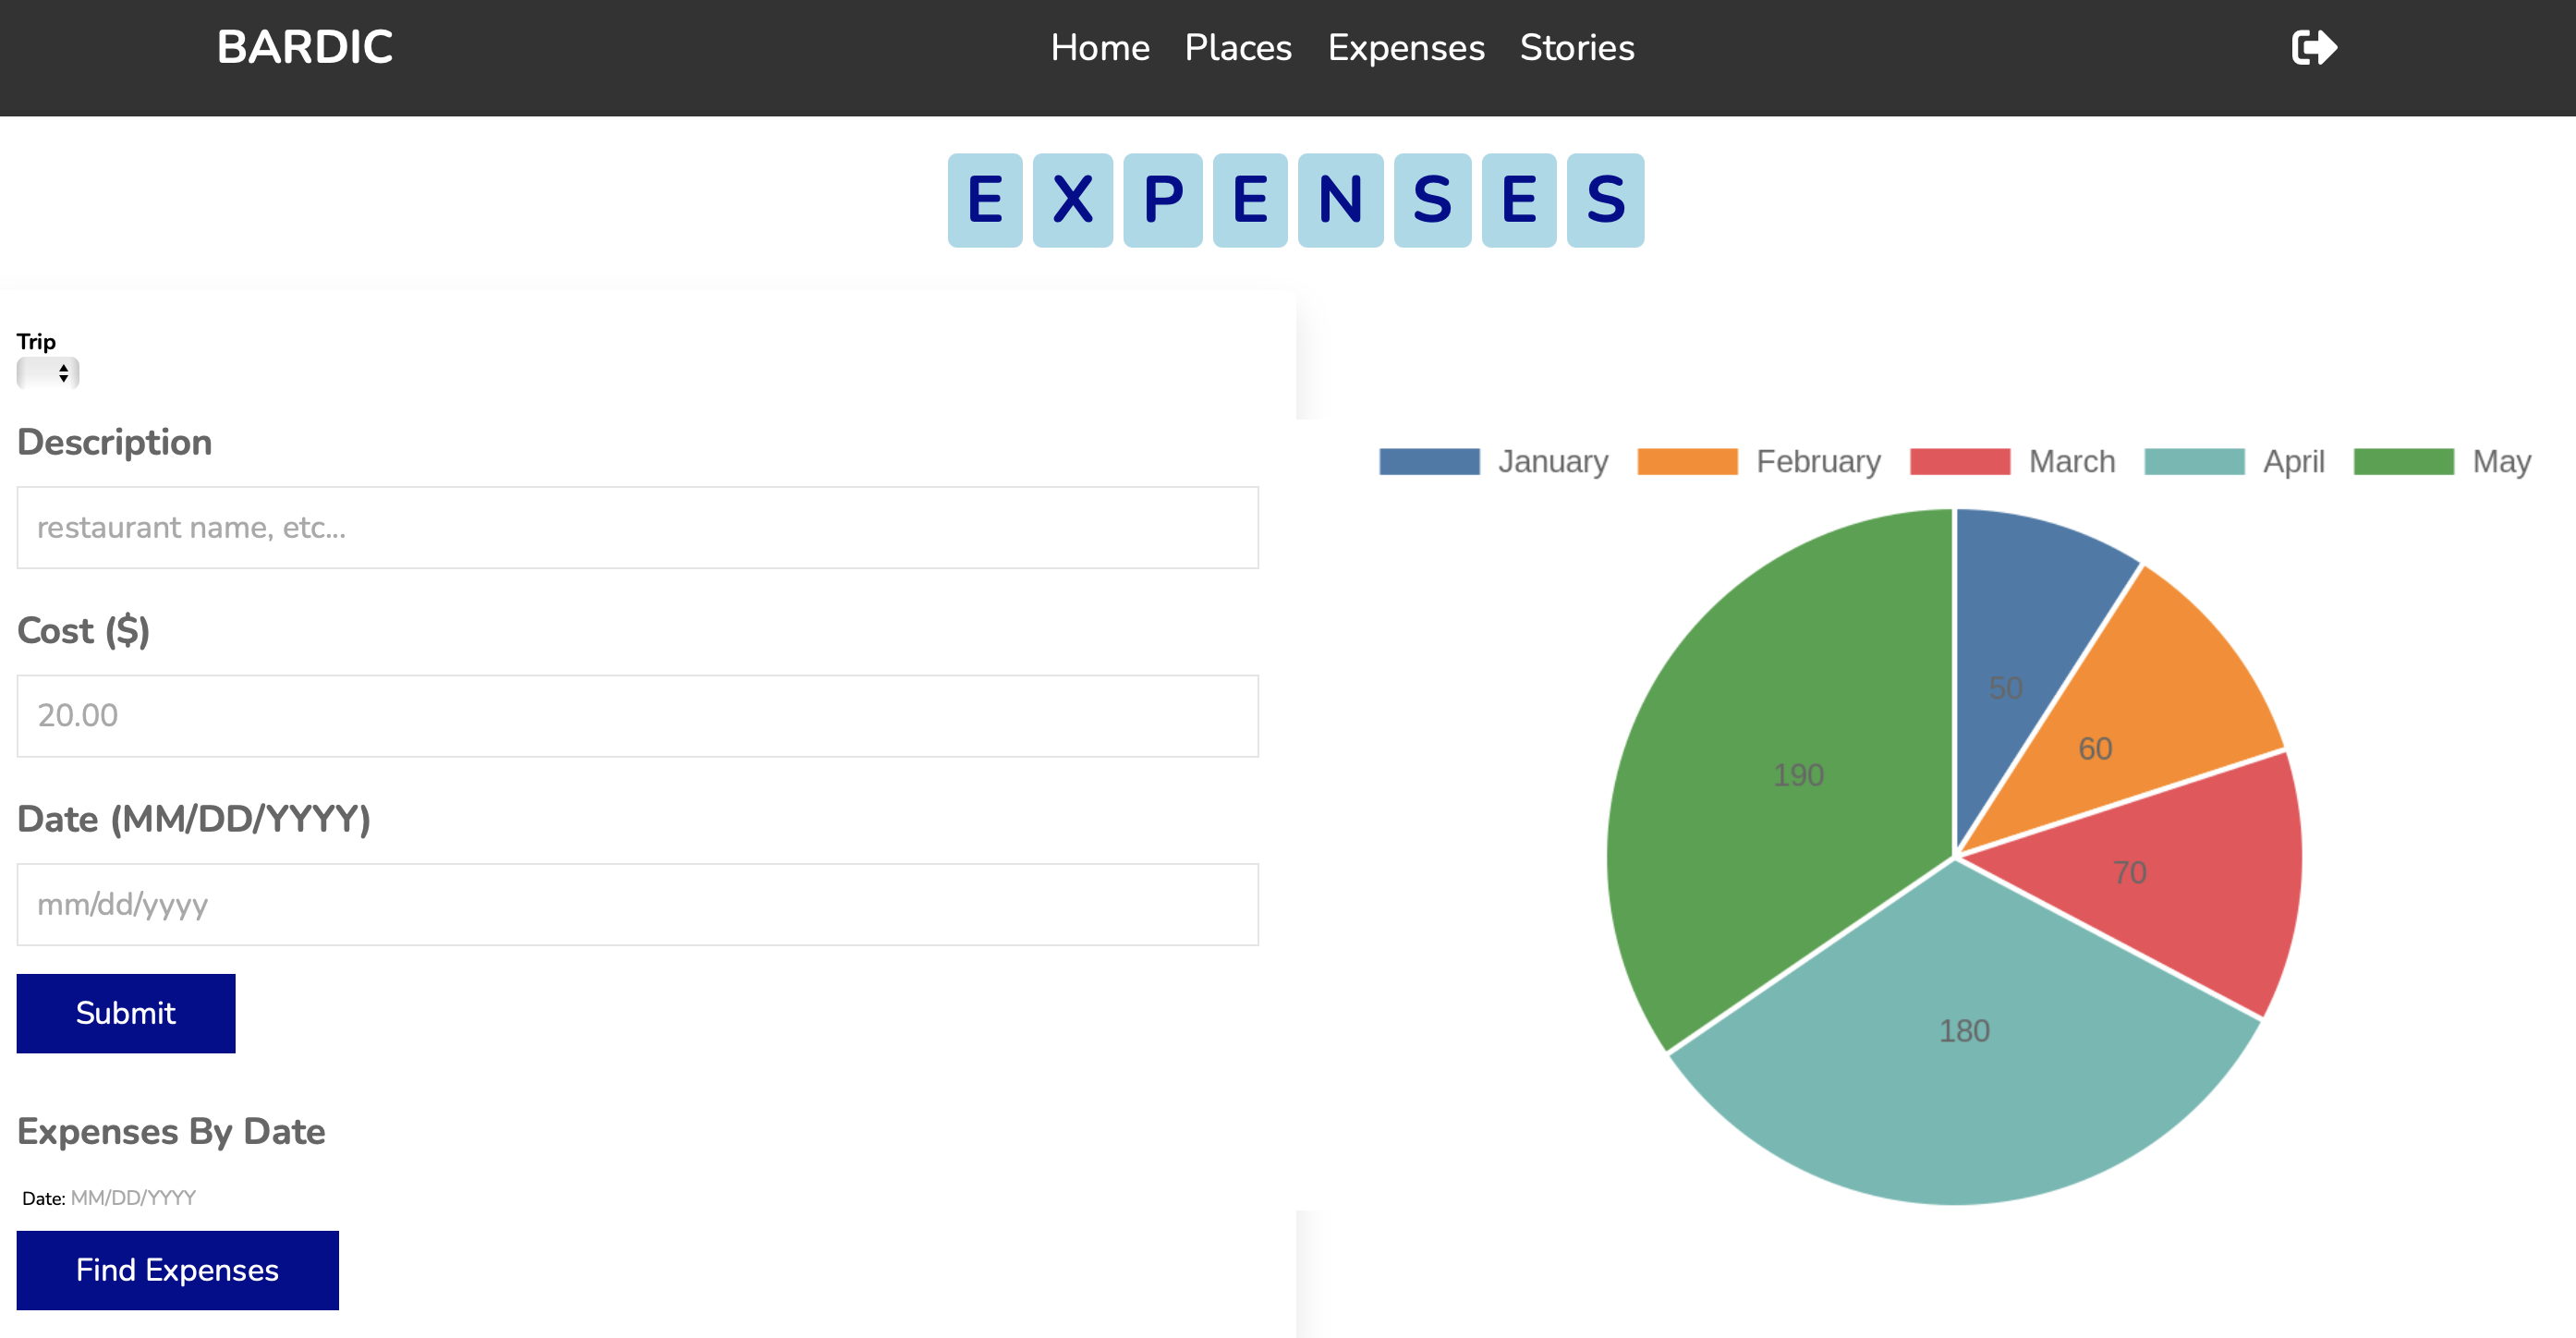 BARDIC Home Places Expenses Stories
EXPENSES
Trip
Description
restaurant name, etc...
Cost ($)
20.00
Date (MM/DD/YYYY)
mm/dd/yyyy
Submit
Expenses By Date
Date: MM/DD/YYYY
Find Expenses
January February March April May
50
60
190
70
180